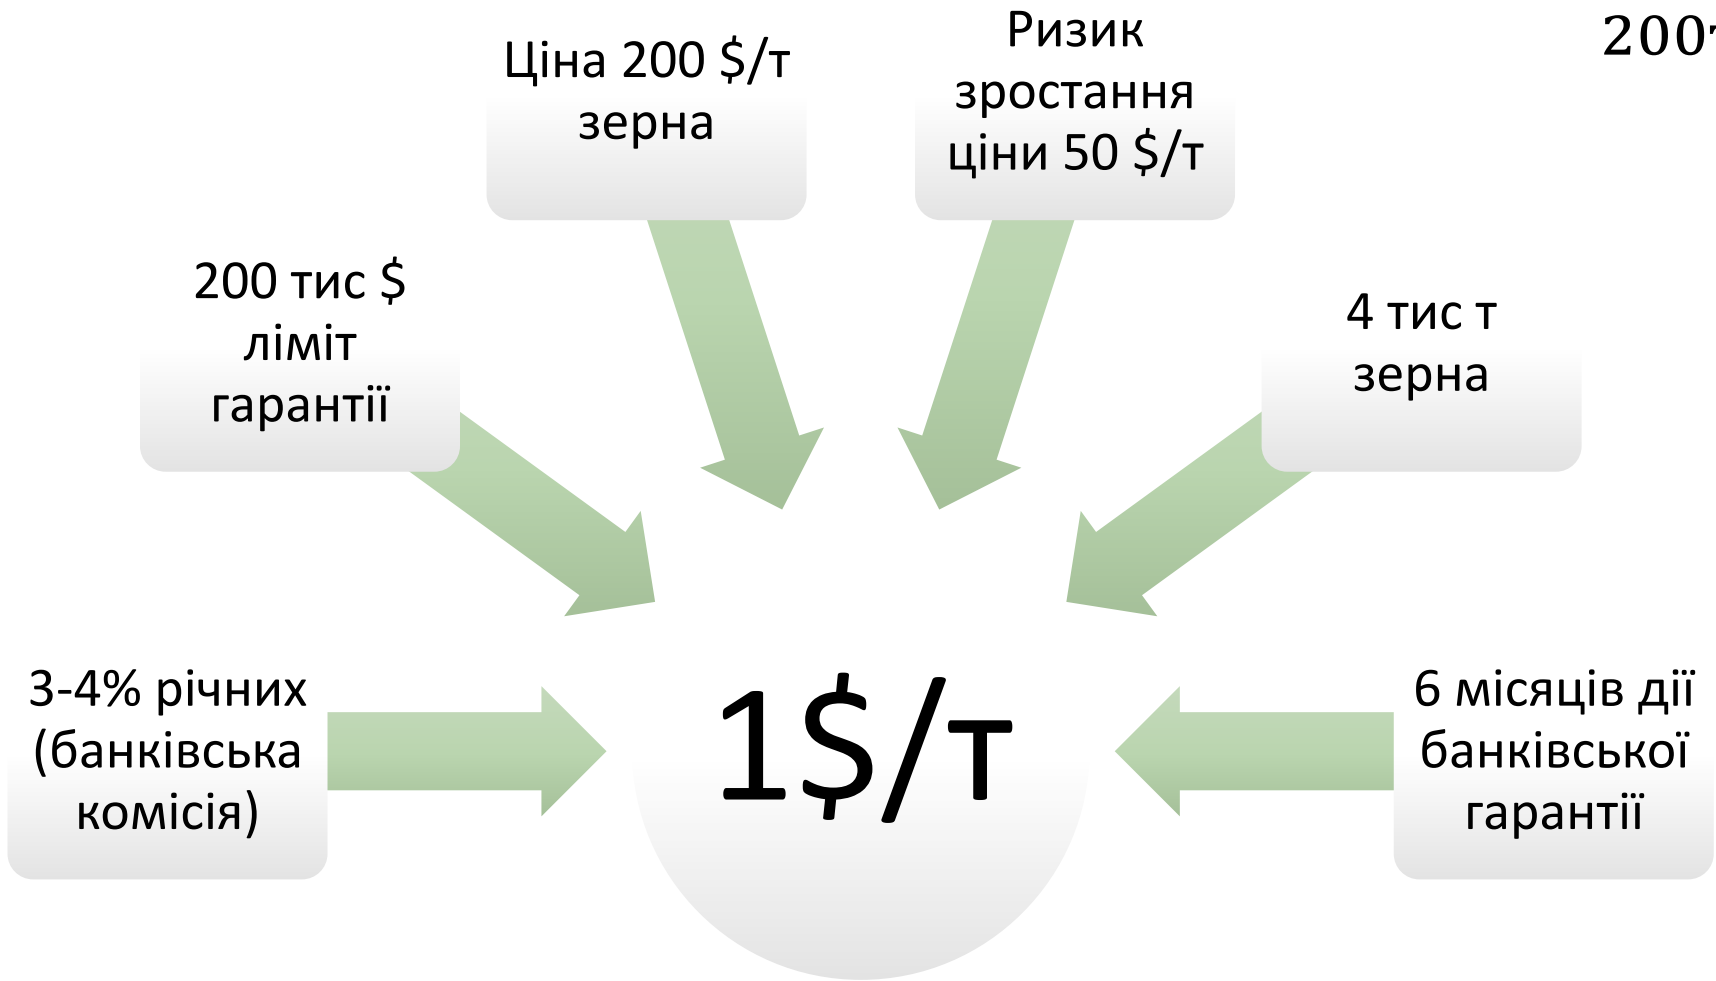 Ціна 200 $/т
зерна
Ризик
зростання
ціни 50 $/т
200
200 тис $
ліміт
гарантії
4 тис т
зерна
3-4% річних
(банківська
комісія)
1$/т
6 місяців дії
банківської
гарантії